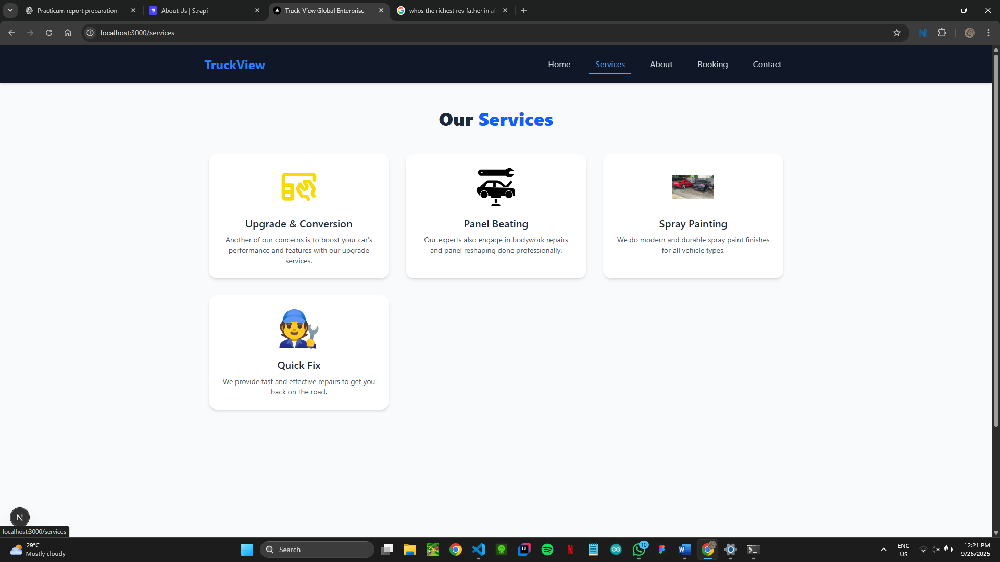 Practicum report preparation
About Us | Strapi
Truck-View Global Enterprise
whos the richest rev father in af
localhost:3000/services
TruckView
Home
Services
About
Booking
Contact
Our Services
Upgrade & Conversion
Another of our concerns is to boost your car's
performance and features with our upgrade
services.
Panel Beating
Our experts also engage in bodywork repairs
and panel reshaping done professionally.
Spray Painting
We do modern and durable spray paint finishes
for all vehicle types.
Quick Fix
We provide fast and effective repairs to get you
back on the road.
N
localhost:3000/services
29°C
Mostly cloudy
Search
10
ENG
US
12:21 PM
9/26/2025